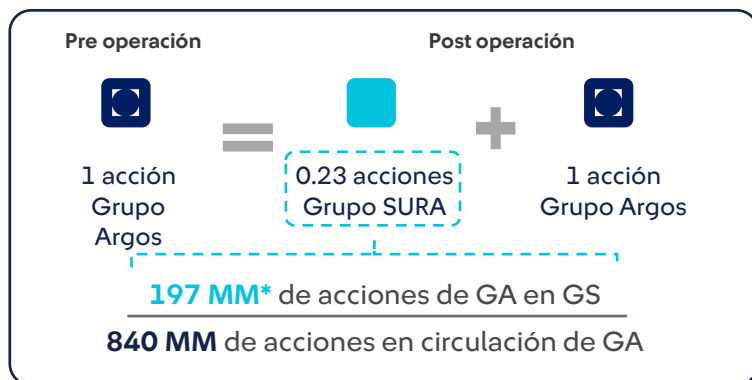 Pre operación
Post operación
1 acción
Grupo
Argos
=
0.23 acciones
Grupo SURA
+
1 acción
Grupo Argos
197 MM* de acciones de GA en GS
840 MM de acciones en circulación de GA